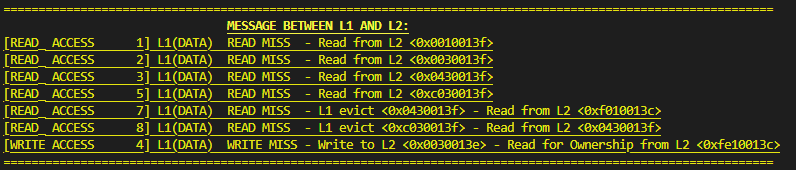 ================================================================================
MESSAGE BETWEEN L1 AND L2:
[READ_ ACCESS 1] L1(DATA) READ MISS - Read from L2 <0x0010013f>
[READ_ ACCESS 2] L1(DATA) READ MISS - Read from L2 <0x0030013f>
[READ_ ACCESS 3] L1(DATA) READ MISS - Read from L2 <0x0430013f>
[READ_ ACCESS 5] L1(DATA) READ MISS - Read from L2 <0xc030013f>
[READ_ ACCESS 7] L1(DATA) READ MISS - L1 evict <0x0430013f> - Read from L2 <0xf010013c>
[READ_ ACCESS 8] L1(DATA) READ MISS - L1 evict <0xc030013f> - Read from L2 <0x0430013f>
[WRITE ACCESS 4] L1(DATA) WRITE MISS - Write to L2 <0x0030013e> - Read for Ownership from L2 <0xfe10013c>
================================================================================